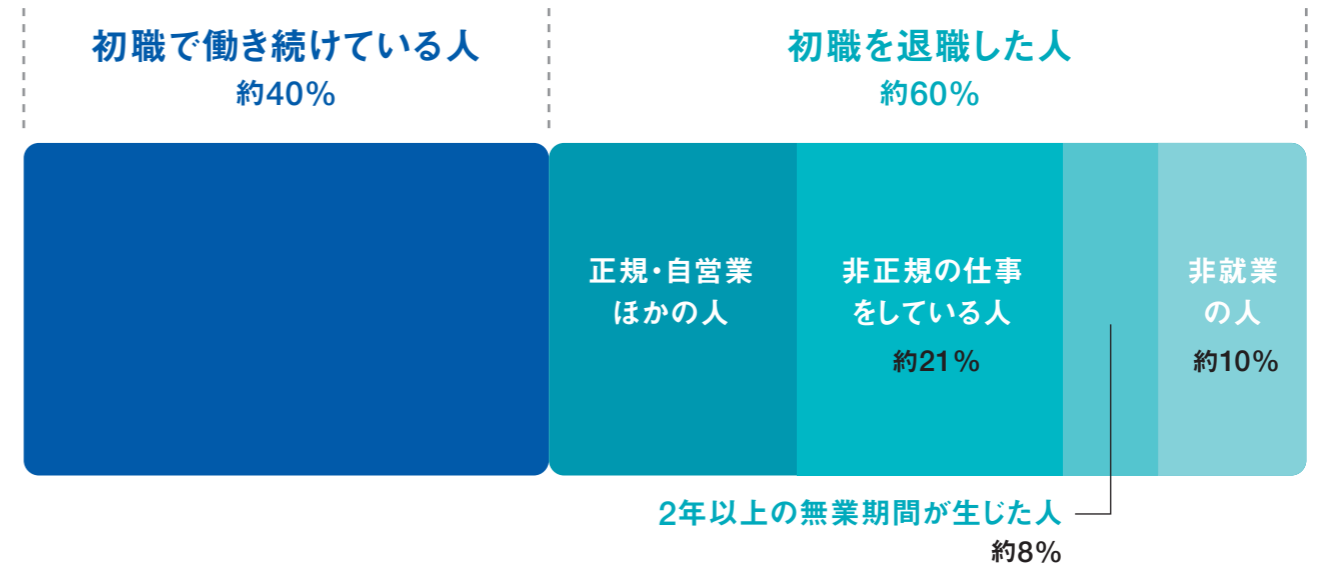 初職で働き続けている人
約40%
初職を退職した人
約60%
正規・自営業
ほかの人
非正規の仕事
をしている人
約21%
非就業
の人
約10%
2年以上の無業期間が生じた人
約8%